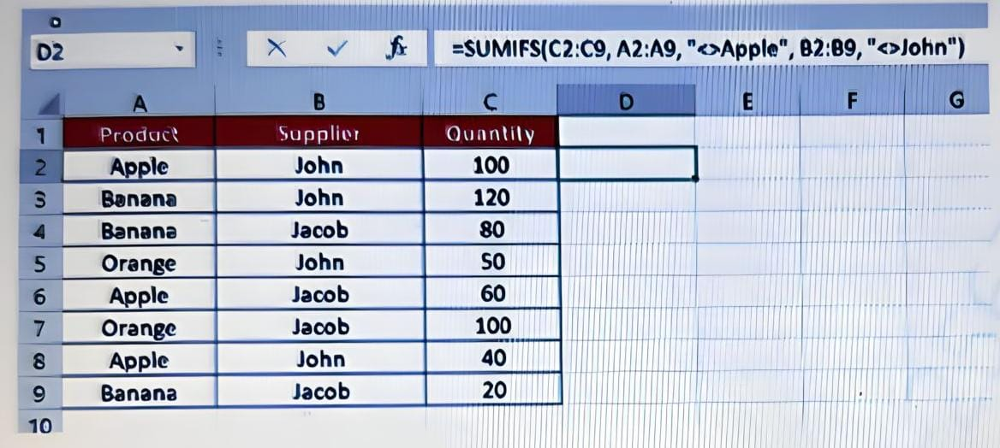 D2 fx =SUMIFS(C2:C9, A2:A9, "<>Apple", B2:B9, "<>John")
A B C D E F G
1 Product Supplier Quantity
2 Apple John 100
3 Banana John 120
4 Banana Jacob 80
5 Orange John 50
6 Apple Jacob 60
7 Orange Jacob 100
8 Apple John 40
9 Banana Jacob 20
10